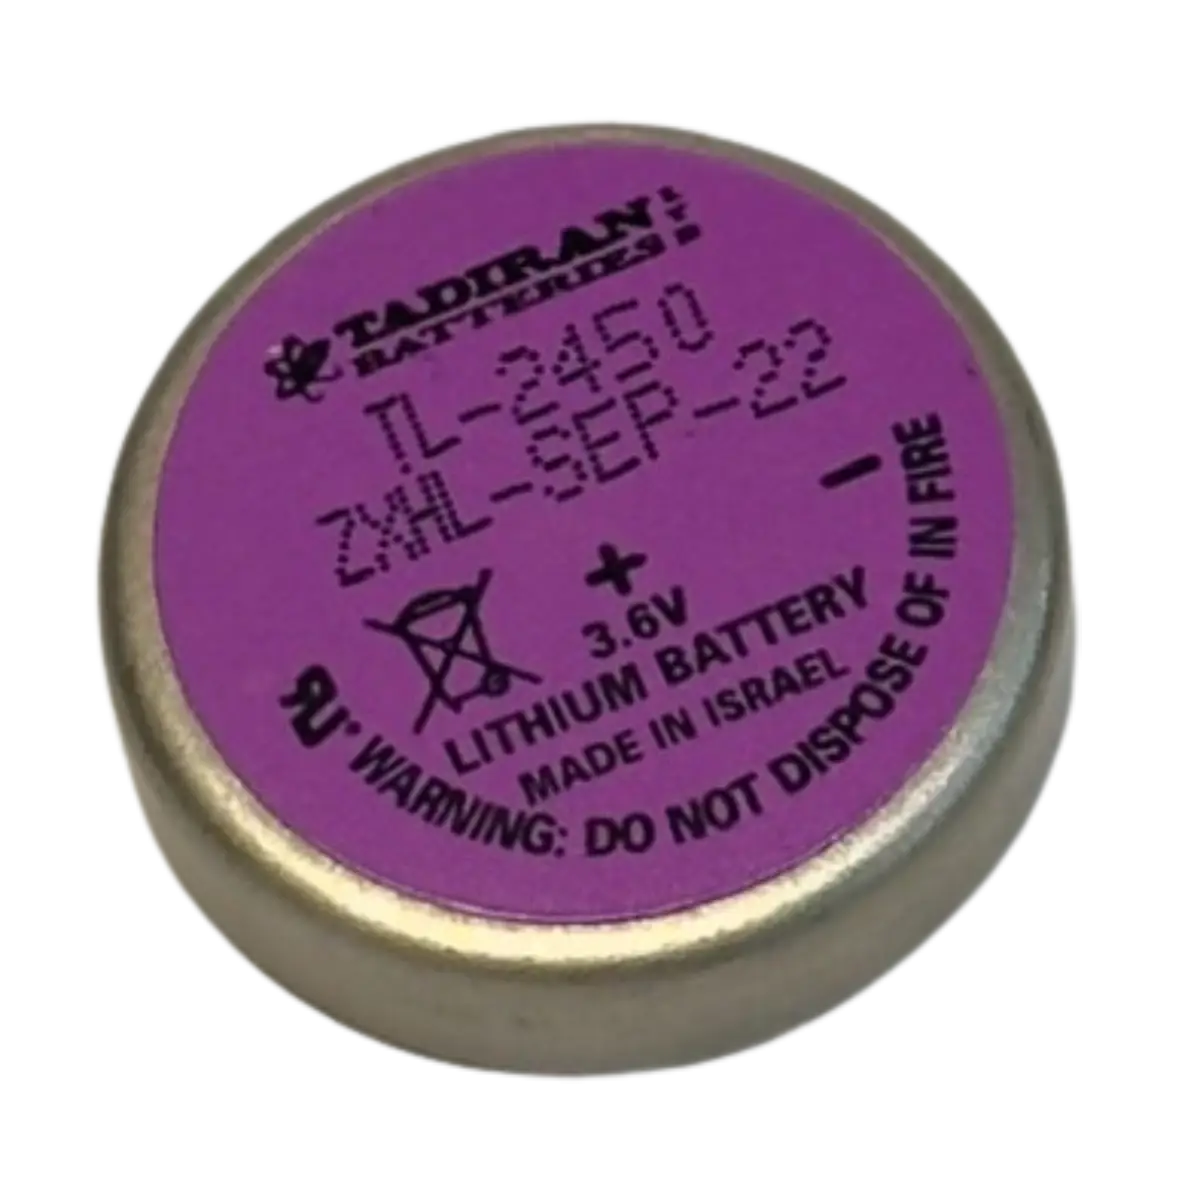 TADIRAN LTD
BATTERIES
TL-2450
ZXHL-SEP-22
+
3.6V
LITHIUM BATTERY
MADE IN ISRAEL
WARNING: DO NOT DISPOSE OF IN FIRE